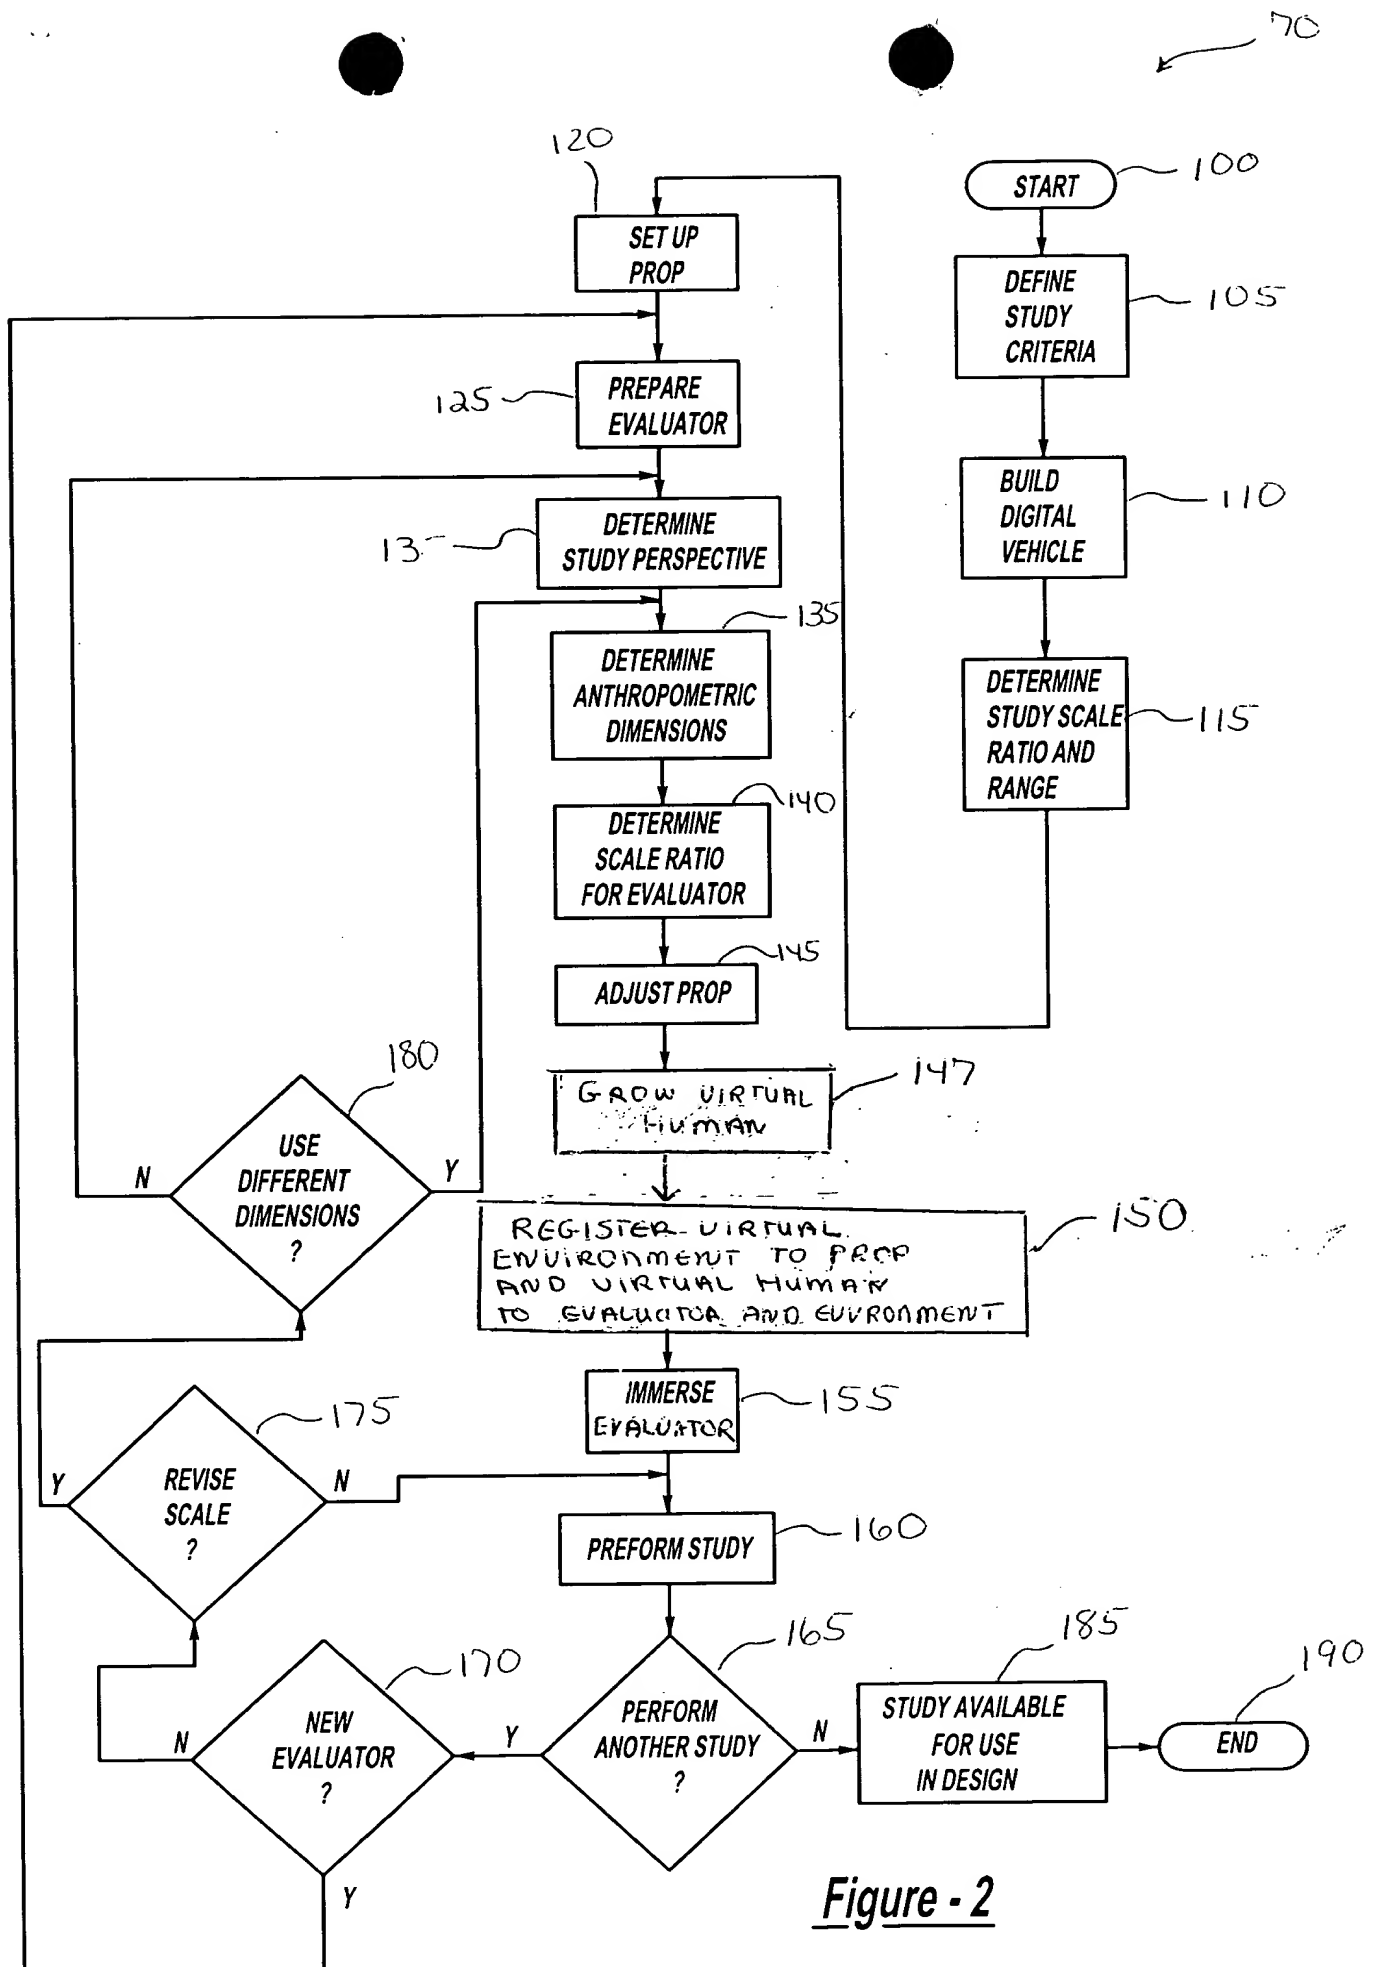 70
START
100
DEFINE
STUDY
CRITERIA
105
BUILD
DIGITAL
VEHICLE
110
DETERMINE
STUDY SCALE
RATIO AND
RANGE
115
120
SET UP
PROP
125
PREPARE
EVALUATOR
DETERMINE
STUDY PERSPECTIVE
135
DETERMINE
ANTHROPOMETRIC
DIMENSIONS
140
DETERMINE
SCALE RATIO
FOR EVALUATOR
145
ADJUST PROP
147
GROW VIRTUAL
HUMAN
150
REGISTER VIRTUAL
ENVIRONMENT TO PROP
AND VIRTUAL HUMAN
TO EVALUATOR AND EUVRONMENT
155
IMMERSE
EVALUATOR
160
PREFORM STUDY
165
PERFORM
ANOTHER STUDY
?
Y
N
170
NEW
EVALUATOR
?
N
Y
175
REVISE
SCALE
?
Y
N
180
USE
DIFFERENT
DIMENSIONS
?
N
Y
185
STUDY AVAILABLE
FOR USE
IN DESIGN
190
END
Figure - 2